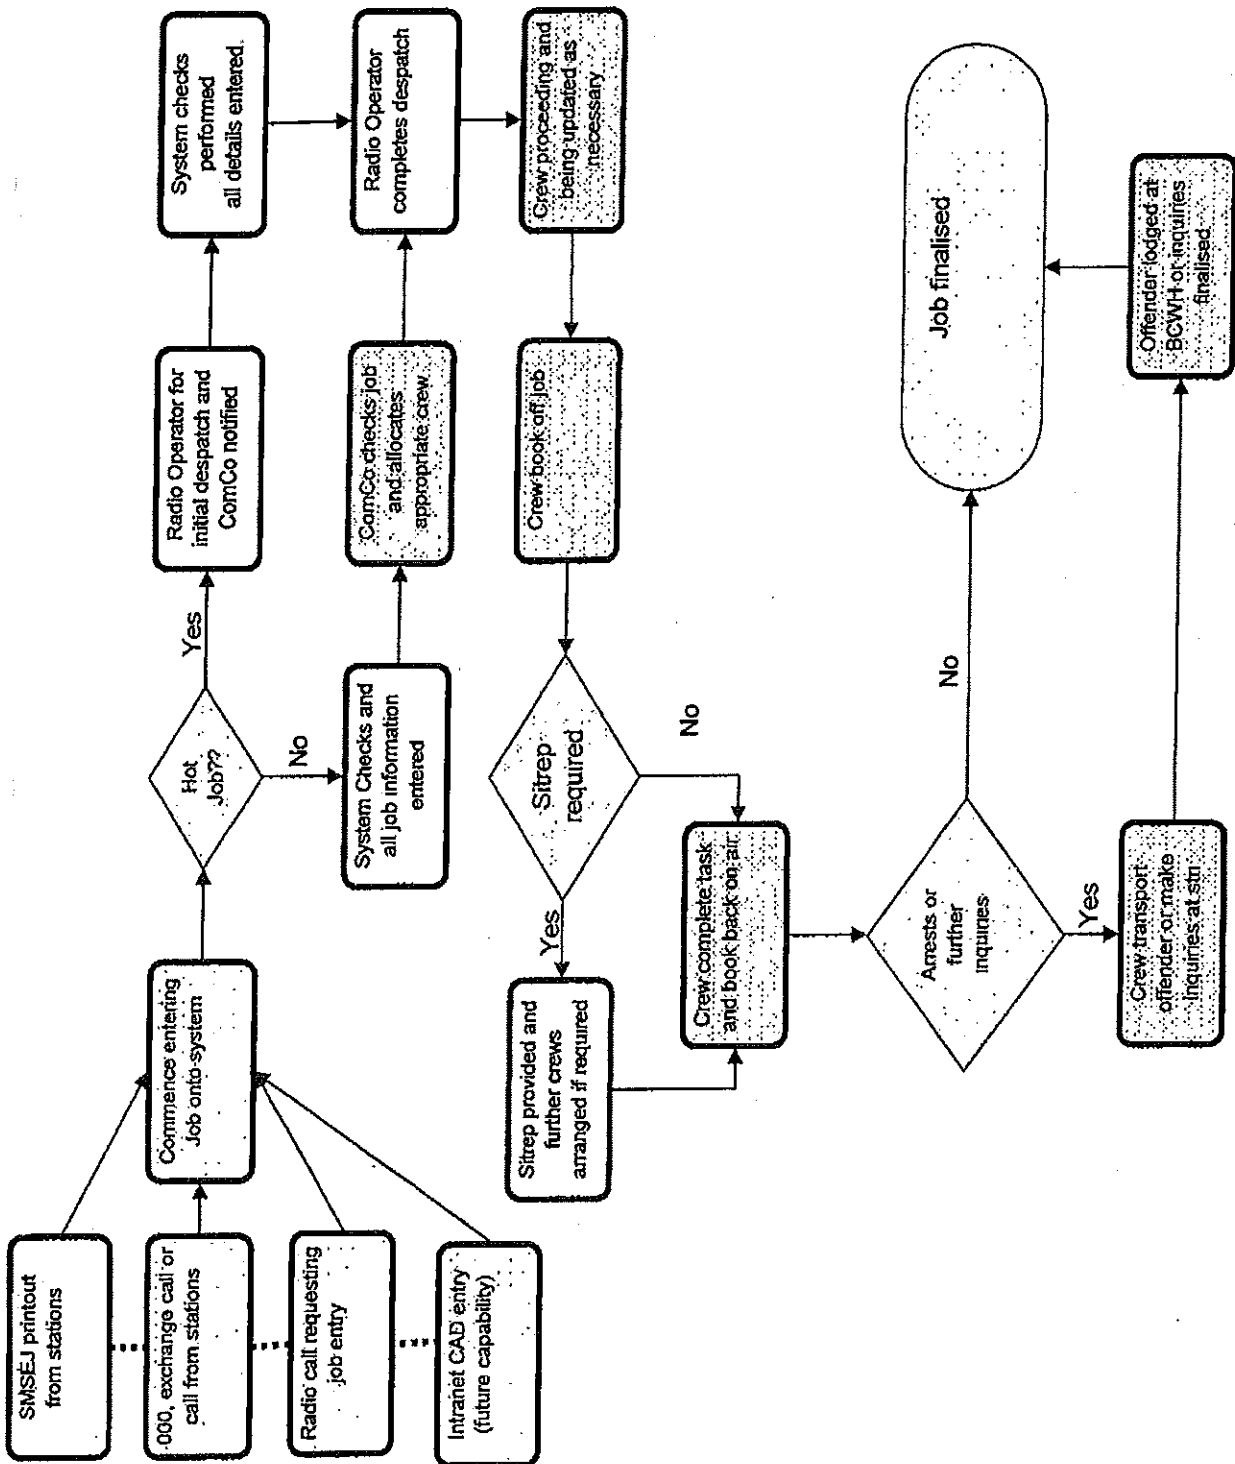 SMSEJ printout
from stations
000, exchange call or
call from stations
Radio call requesting
job entry
Intranet CAD entry
(future capability)
Commence entering
Job onto system
Hot
Job??
Yes
No
Radio Operator for
initial despatch and
ComCo notified
System checks
performed
all details entered.
System Checks and
all job information
entered
ComCo checks job
and allocates
appropriate crew
Radio Operator
completes despatch
Crew proceeding and
being updated as
necessary
Crew book off job
Sitrep
required
Yes
No
Sitrep provided and
further crews
arranged if required
Crew complete task
and book back on air
Arrests or
further
inquiries
No
Yes
Crew transport
offender or make
Inquiries at stn
Offender lodged at
BCWH or inquiries
finalised
Job finalised